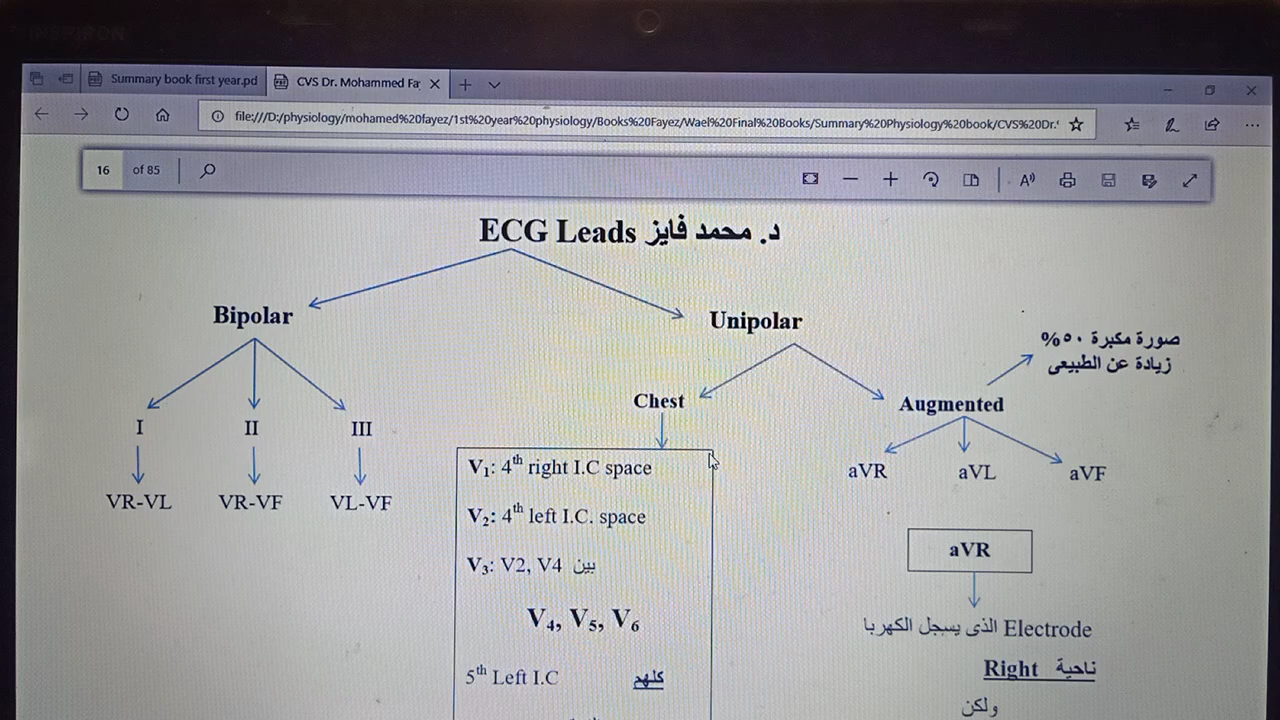 INSPIRON
Summary book first year.pd
CVS Dr. Mohammed Fa
file:///D:/physiology/mohamed%20fayez/1st%20year%20physiology/Books%20Fayez/Wael%20Final%20Books/Summary%20Physiology%20book/CVS%20Dr.
16 of 85
ECG Leads د. محمد فايز
Bipolar
Unipolar
صورة مكبرة ٥٠%
زيادة عن الطبيعى
Chest
Augmented
I II III
VR-VL VR-VF VL-VF
V1: 4th right I.C space
V2: 4th left I.C. space
V3: V2, V4 بين
V4, V5, V6
5th Left I.C كلهم
aVR aVL aVF
aVR
Electrode الذى يسجل الكهربا
ناحية Right
ولكن